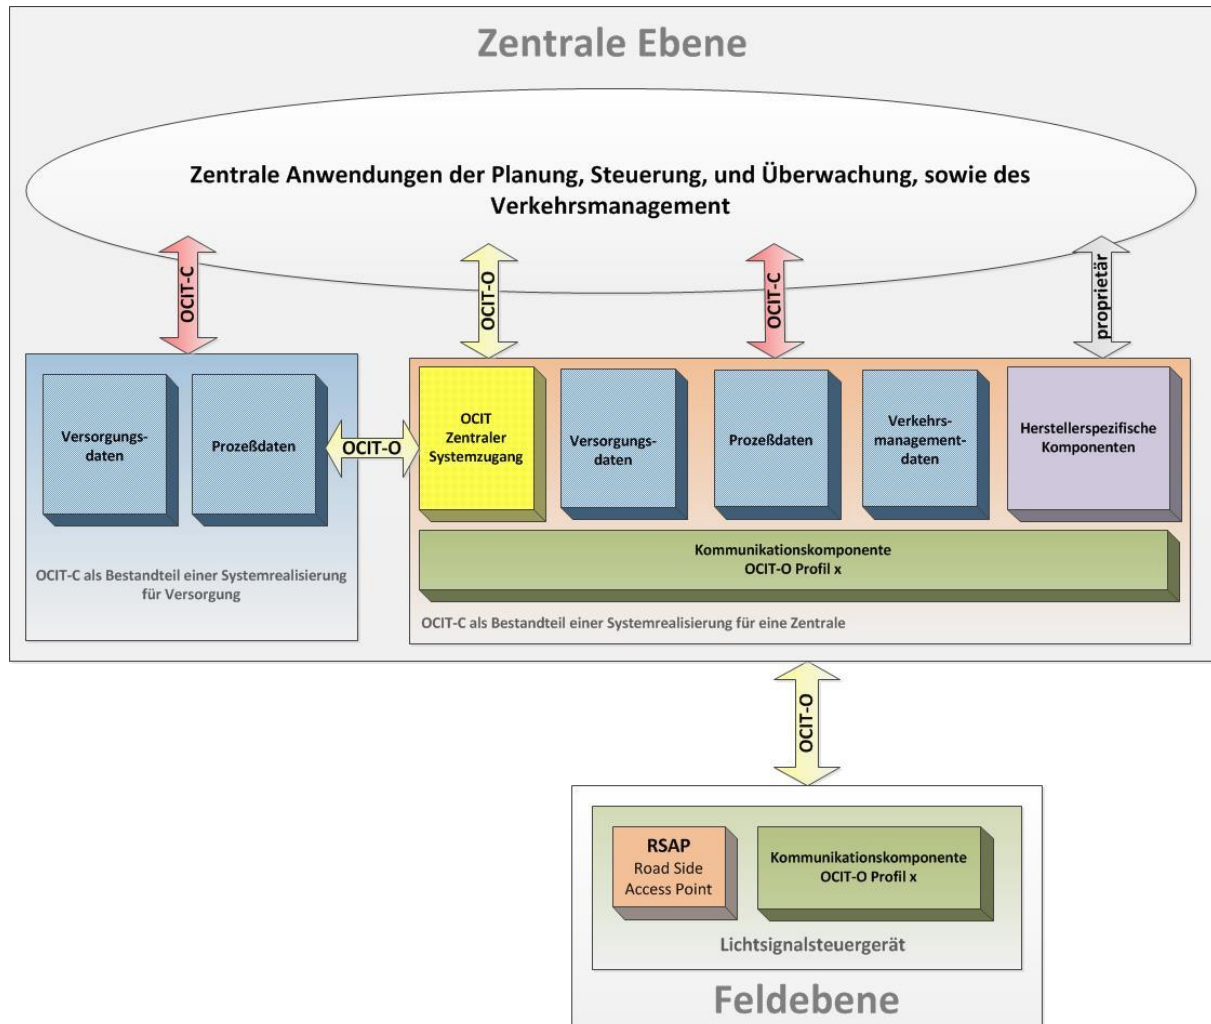 Zentrale Ebene
Zentrale Anwendungen der Planung, Steuerung, und Überwachung, sowie des
Verkehrsmanagement
OCIT-C
OCIT-O
OCIT-C
proprietär
Versorgungs-
daten
Prozeßdaten
OCIT-O
OCIT
Zentraler
Systemzugang
Versorgungs-
daten
Prozeßdaten
Verkehrs-
management-
daten
Herstellerspezifische
Komponenten
Kommunikationskomponente
OCIT-O Profil x
OCIT-C als Bestandteil einer Systemrealisierung
für Versorgung
OCIT-C als Bestandteil einer Systemrealisierung für eine Zentrale
OCIT-O
RSAP
Road Side
Access Point
Kommunikationskomponente
OCIT-O Profil x
Lichtsignalsteuergerät
Feldebene